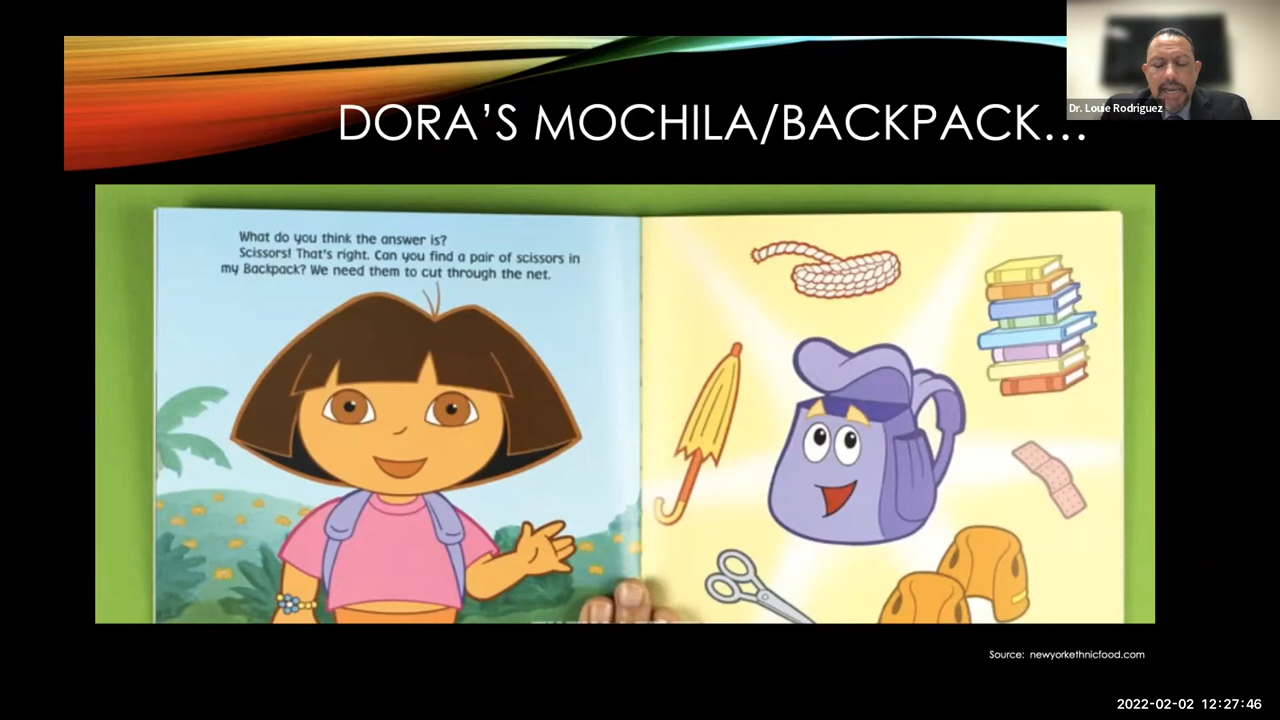 Dr. Louie Rodriguez
DORA'S MOCHILA/BACKPACK...
What do you think the answer is?
Scissors! That's right. Can you find a pair of scissors in
my Backpack? We need them to cut through the net.
Source: newyorkethnicfood.com
2022-02-02 12:27:46